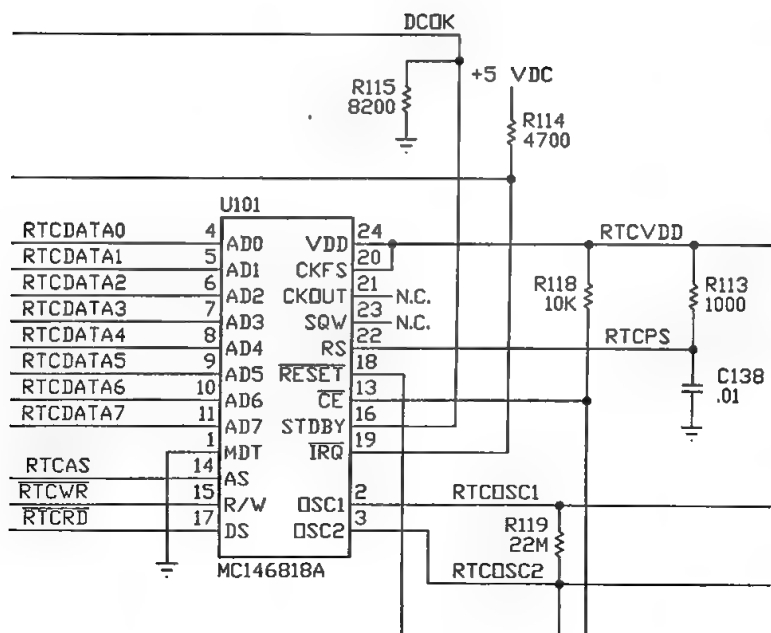 DCOK
+5 VDC
R115
8200
R114
4700
U101
RTCDATA0 4 AD0 VDD 24 RTCVDD
RTCDATA1 5 AD1 CKFS 20
RTCDATA2 6 AD2 CKOUT 21 N.C.
R118
10K
R113
1000
RTCDATA3 7 AD3 SQW 23 N.C.
RTCDATA4 8 AD4 RS 22 RTCPS
RTCDATA5 9 AD5 RESET 18
C138
.01
RTCDATA6 10 AD6 CE 13
RTCDATA7 11 AD7 STDBY 16
1 MDT IRQ 19
RTCAS 14 AS
RTCWR 15 R/W OSC1 2 RTCOSC1
RTCRD 17 DS OSC2 3 RTCOSC2
R119
22M
MC146818A